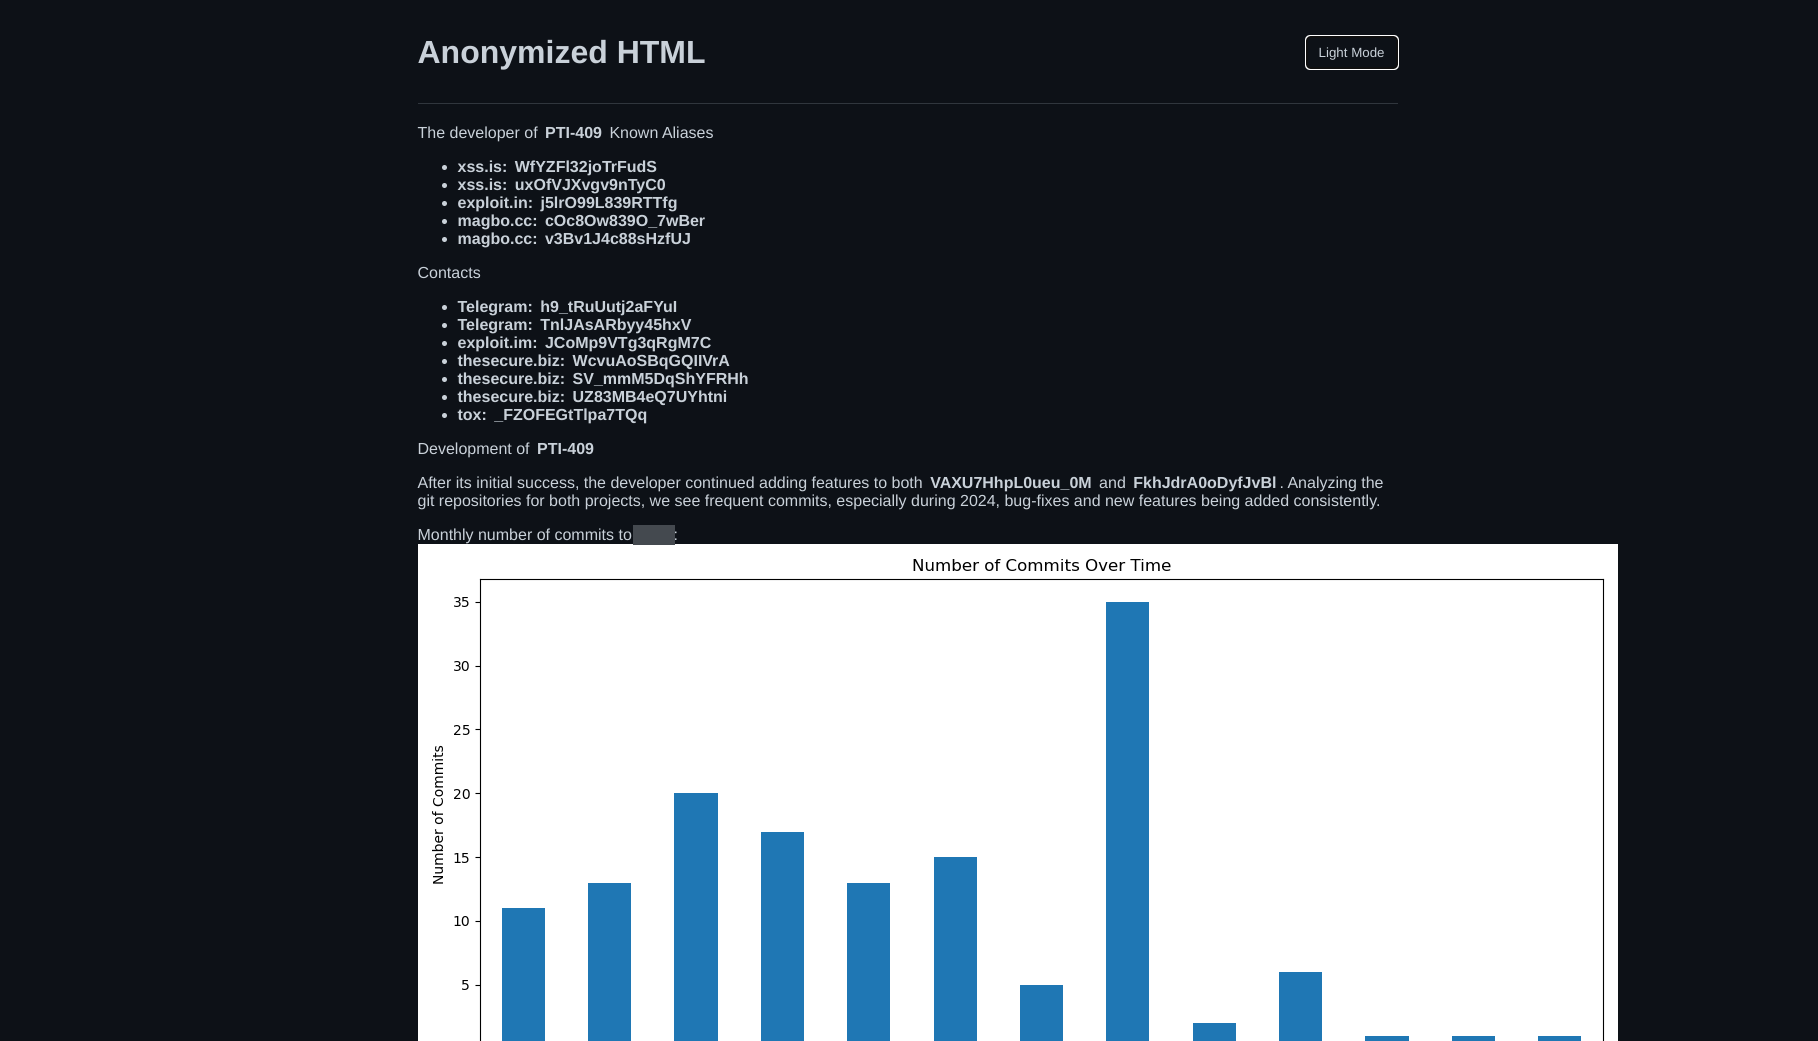 Anonymized HTML
Light Mode
The developer of PTI-409 Known Aliases
xss.is: WfYZFl32joTrFudS
xss.is: uxOfVJXvgv9nTyC0
exploit.in: j5lrO99L839RTTfg
magbo.cc: cOc8Ow839O_7wBer
magbo.cc: v3Bv1J4c88sHzfUJ
Contacts
Telegram: h9_tRuUutj2aFYuI
Telegram: TnlJAsARbyy45hxV
exploit.im: JCoMp9VTg3qRgM7C
thesecure.biz: WcvuAoSBqGQIIVrA
thesecure.biz: SV_mmM5DqShYFRHh
thesecure.biz: UZ83MB4eQ7UYhtni
tox: _FZOFEGtTlpa7TQq
Development of PTI-409
After its initial success, the developer continued adding features to both VAXU7HhpL0ueu_0M and FkhJdrA0oDyfJvBl. Analyzing the
git repositories for both projects, we see frequent commits, especially during 2024, bug-fixes and new features being added consistently.
Monthly number of commits to :
Number of Commits Over Time
Number of Commits
35
30
25
20
15
10
5